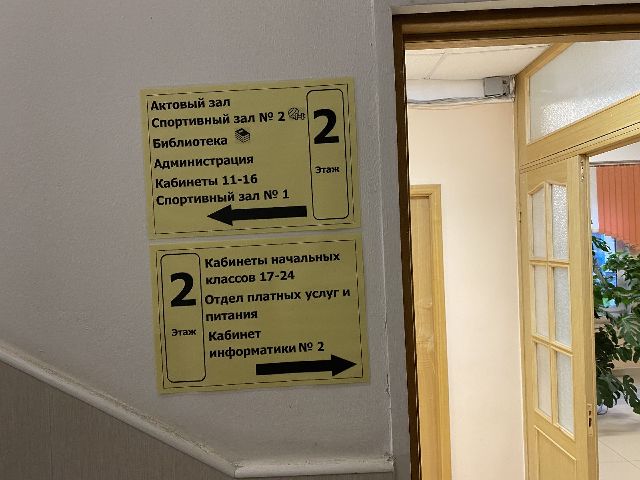 Актовый зал
Спортивный зал № 2
Библиотека
Администрация
Кабинеты 11-16
Спортивный зал № 1
2
Этаж
2
Этаж
Кабинеты начальных
классов 17-24
Отдел платных услуг и
питания
Кабинет
информатики № 2